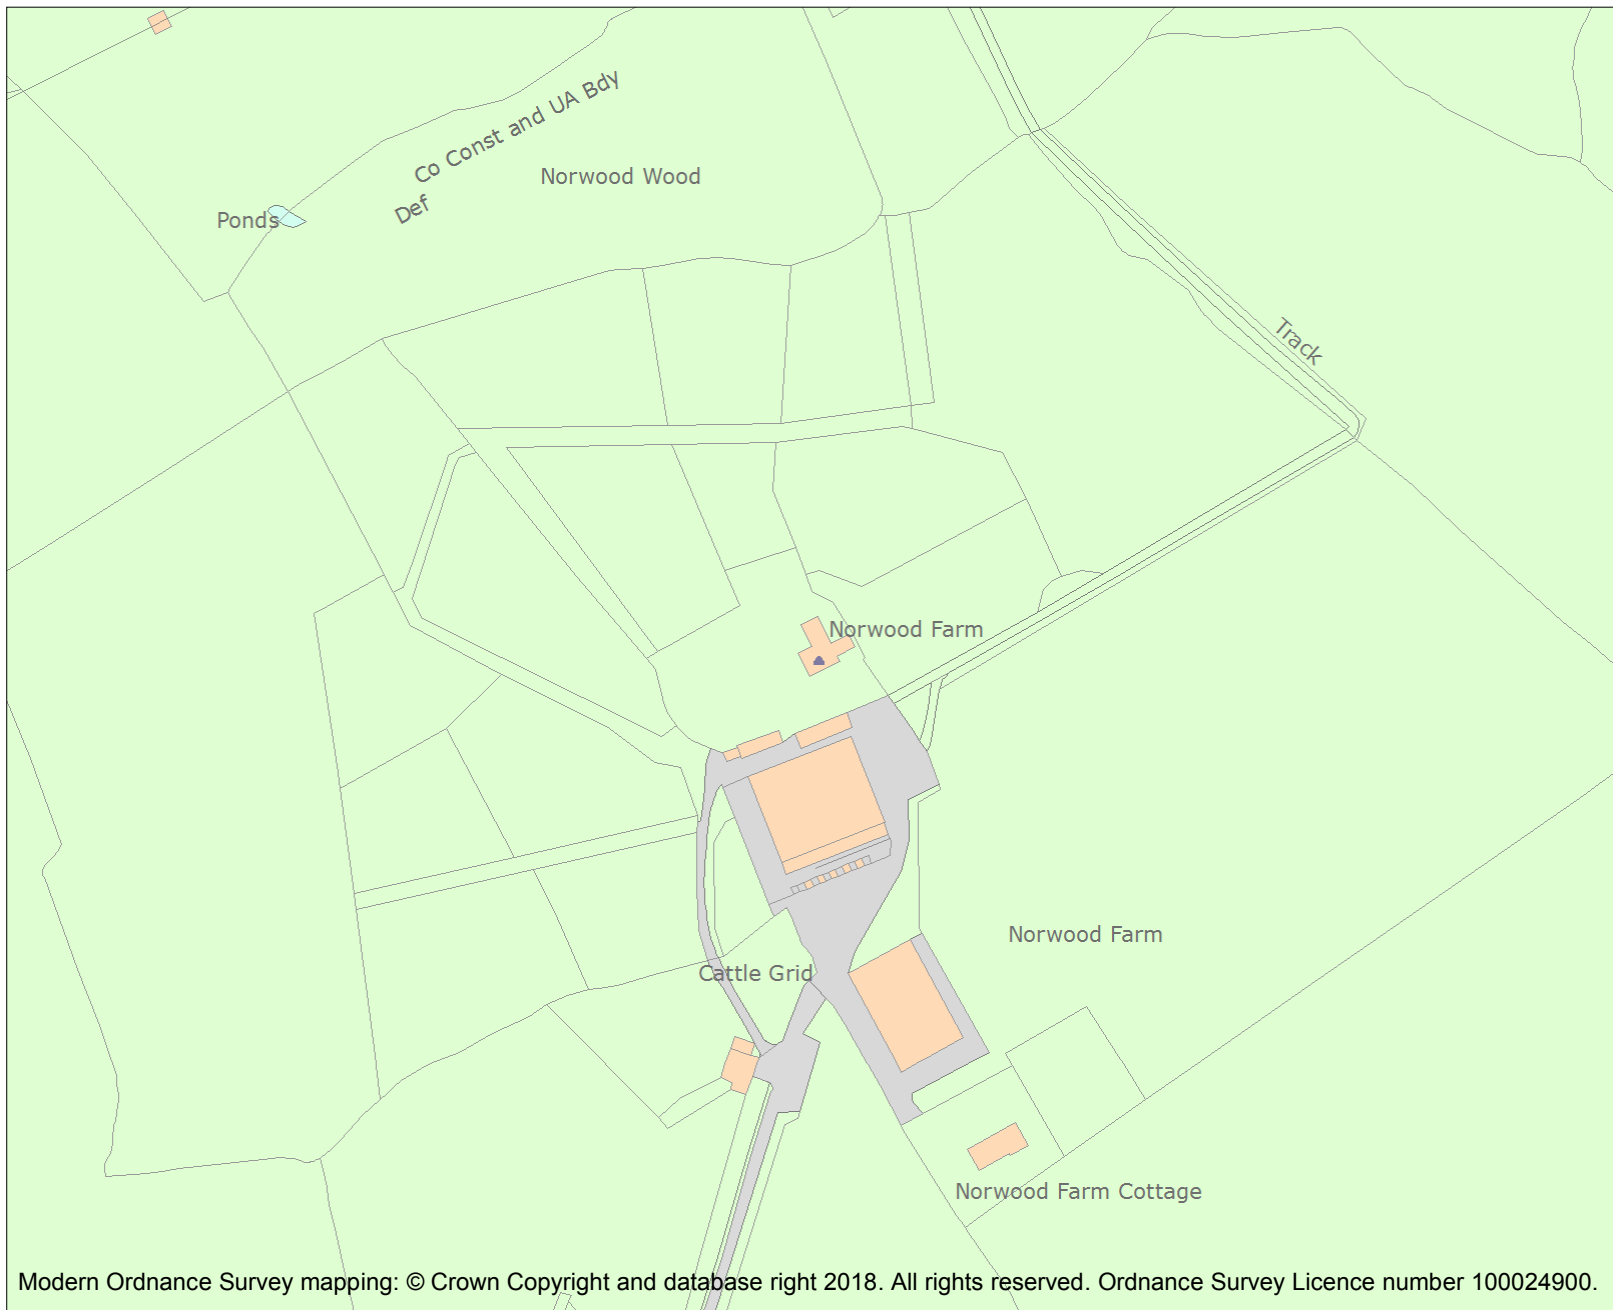 Co Const and UA Bdy
Def
Norwood Wood
Ponds
Track
Norwood Farm
Norwood Farm
Cattle Grid
Norwood Farm Cottage
Modern Ordnance Survey mapping: © Crown Copyright and database right 2018. All rights reserved. Ordnance Survey Licence number 100024900.